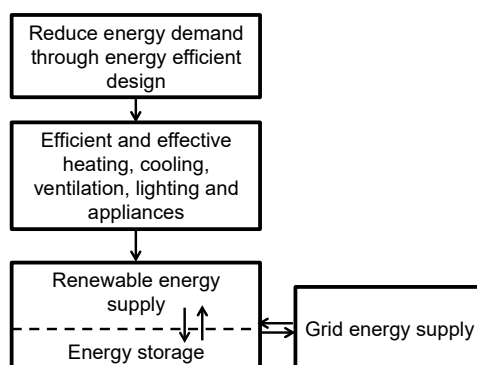 Reduce energy demand
through energy efficient
design
Efficient and effective
heating, cooling,
ventilation, lighting and
appliances
Renewable energy
supply
Energy storage
Grid energy supply